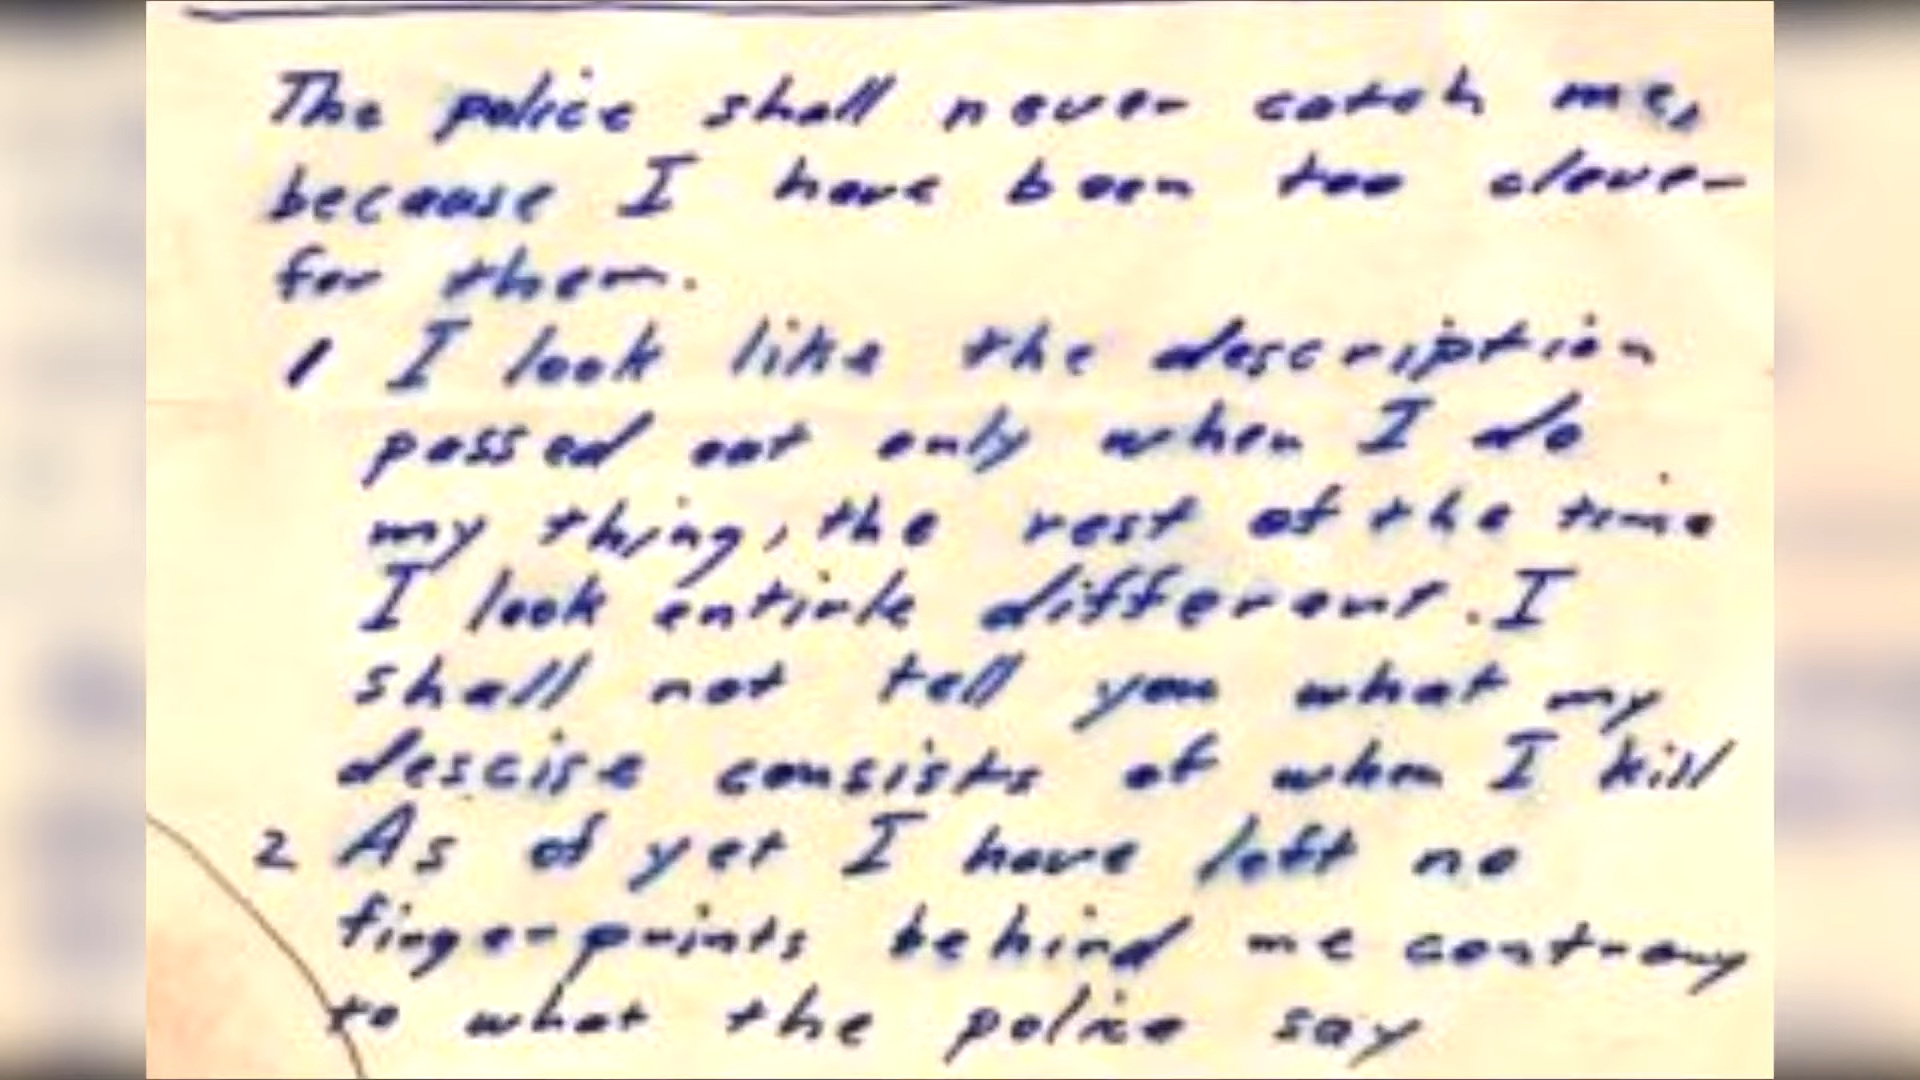 The police shall never catch me,
because I have been too clever
for them.
1 I look like the description
passed out only when I do
my thing, the rest of the time
I look entirle different. I
shall not tell you what my
descise consists of when I kill
2 As of yet I have left no
fingerprints behind me contrary
to what the police say